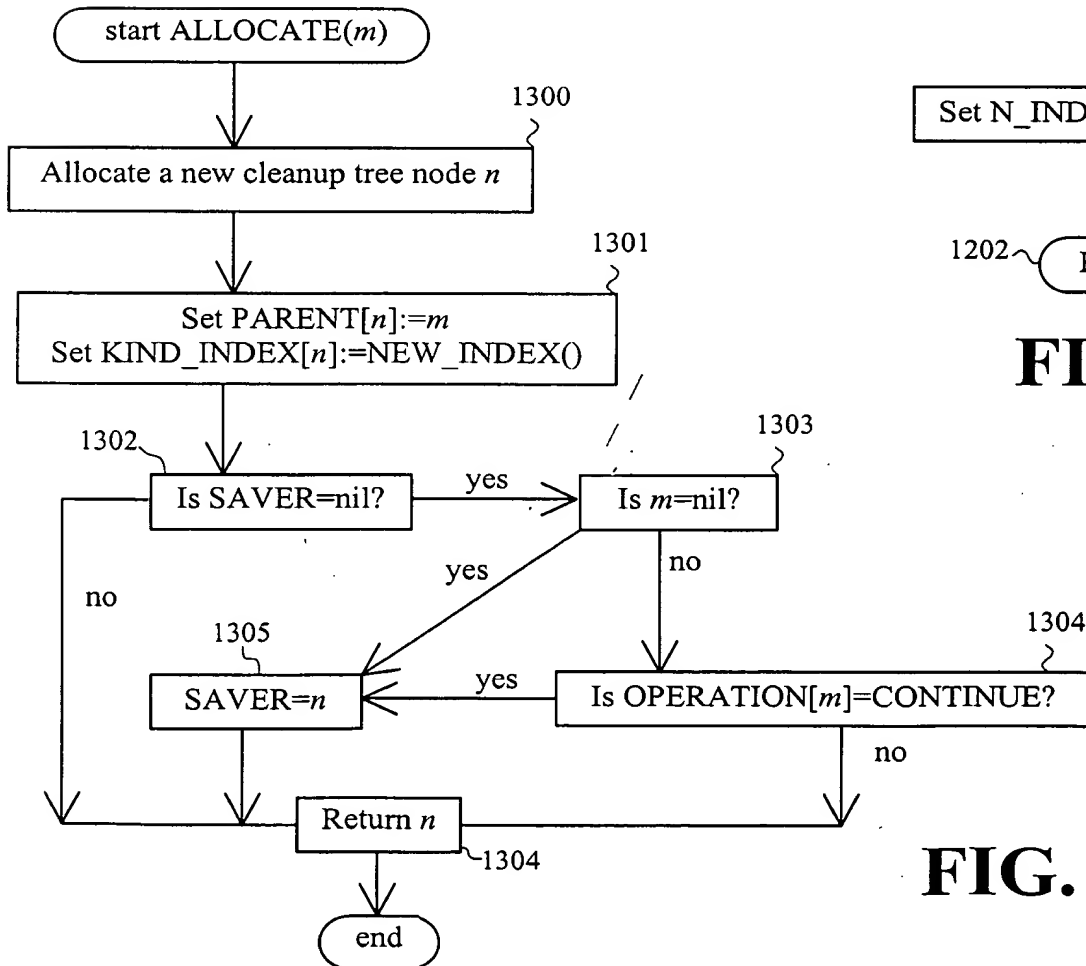 start ALLOCATE(m)
1300
Allocate a new cleanup tree node n
Set N_IND
1301
Set PARENT[n]:=m
Set KIND_INDEX[n]:=NEW_INDEX()
1202
FI
1302
Is SAVER=nil?
yes
1303
Is m=nil?
no
yes
no
1305
SAVER=n
yes
1304
Is OPERATION[m]=CONTINUE?
no
Return n
1304
FIG.
end